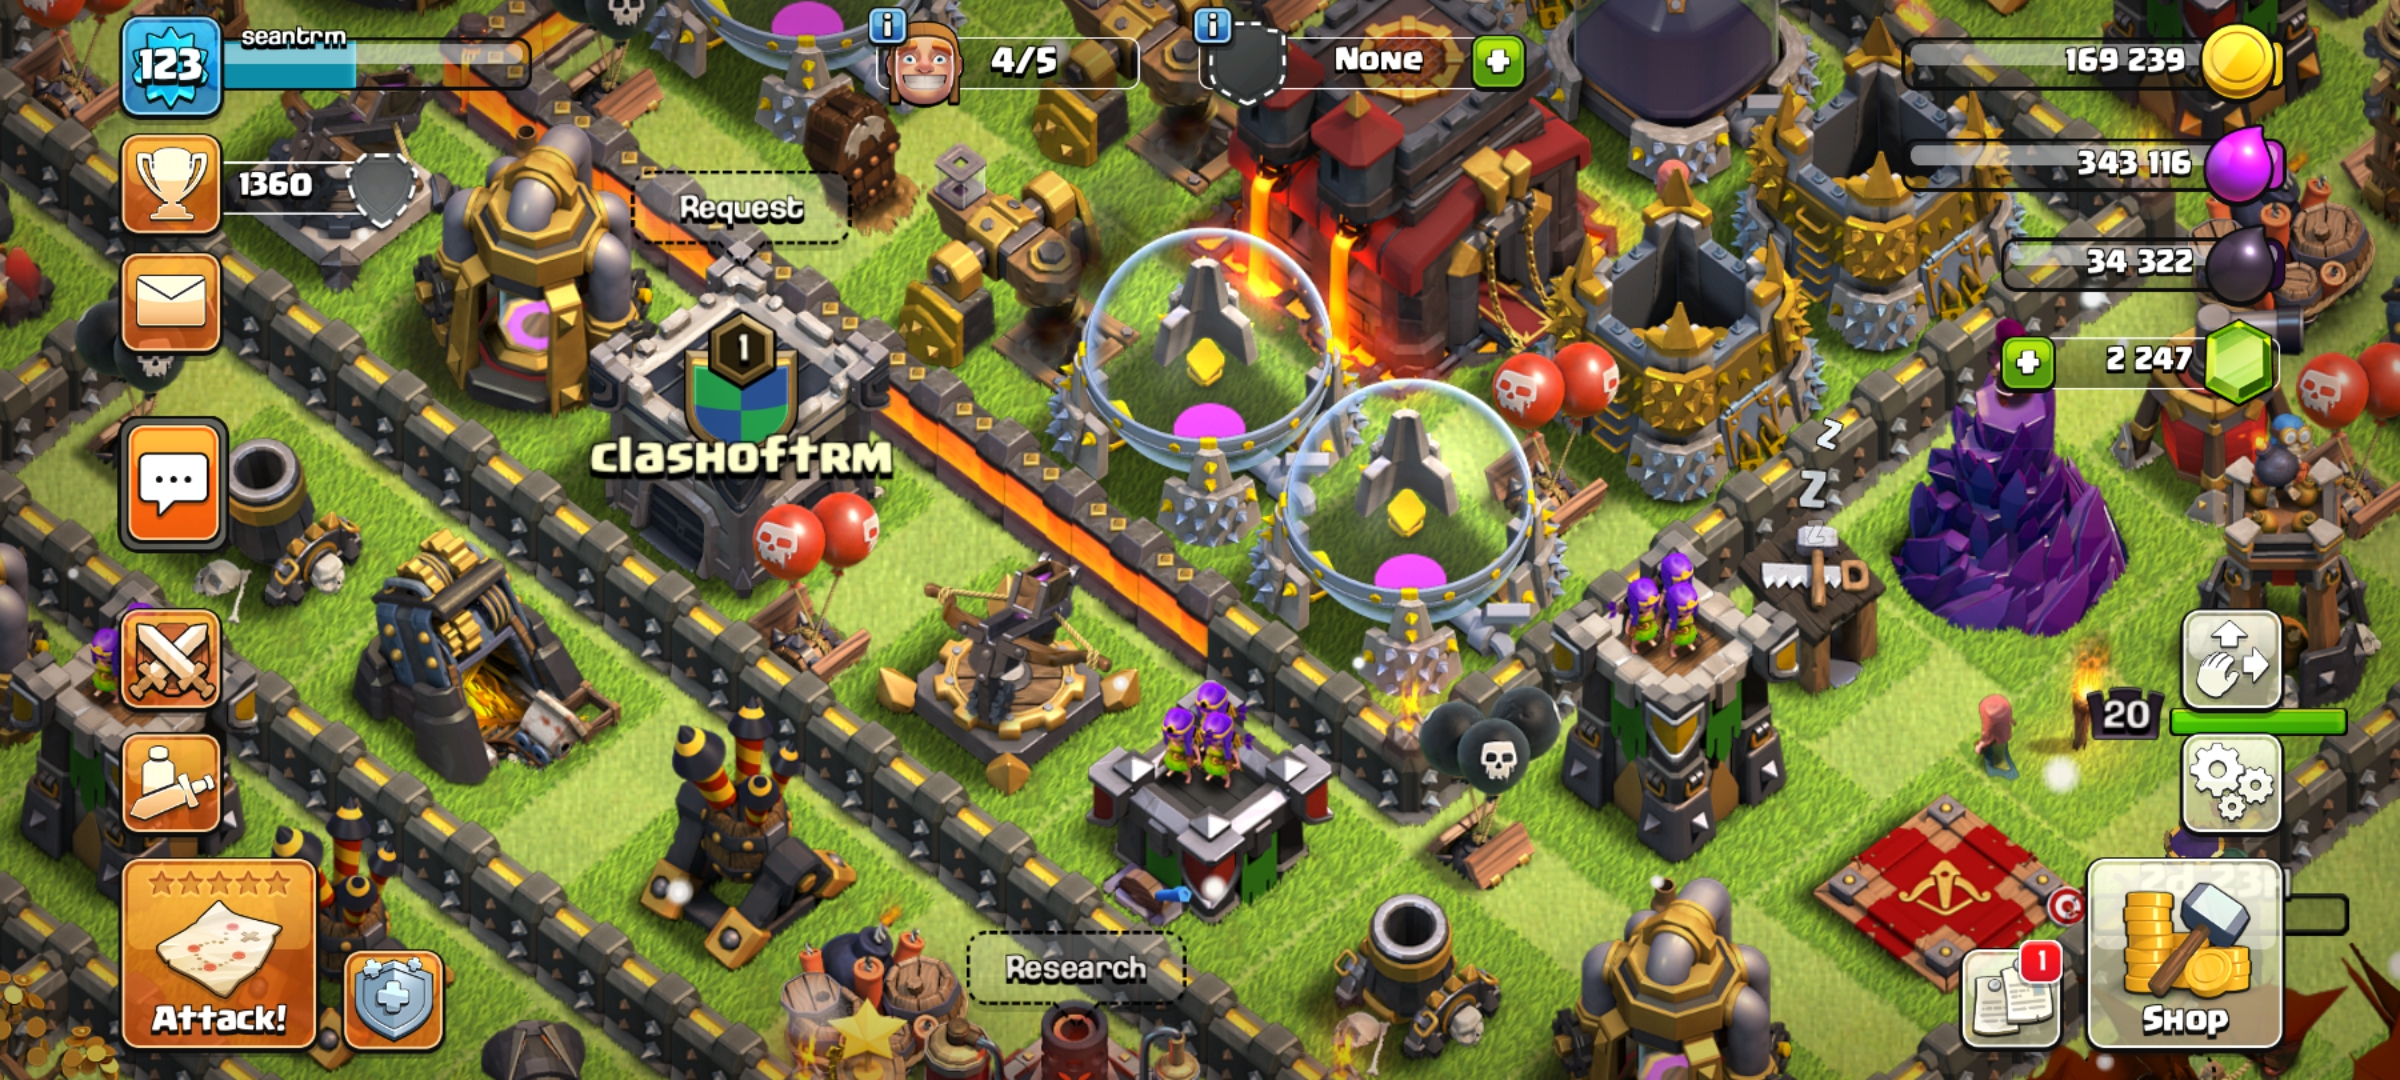 123
seantrm
4/5
None
169 239
1360
Request
343 116
34 322
2 247
1
clashoftRM
Z
Z
Z
20
Research
1
Attack!
Shop